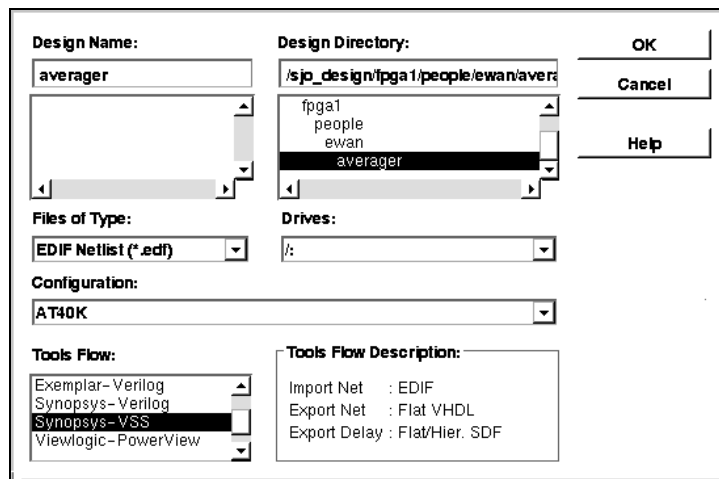 Design Name:
Design Directory:
OK
averager
/sjo_design/fpga1/people/ewan/avera
Cancel
fpga1
people
ewan
averager
Help
Files of Type:
Drives:
EDIF Netlist (*.edf)
/:
Configuration:
AT40K
Tools Flow:
Tools Flow Description:
Exemplar-Verilog
Synopsys-Verilog
Synopsys-VSS
Viewlogic-PowerView
Import Net : EDIF
Export Net : Flat VHDL
Export Delay : Flat/Hier. SDF